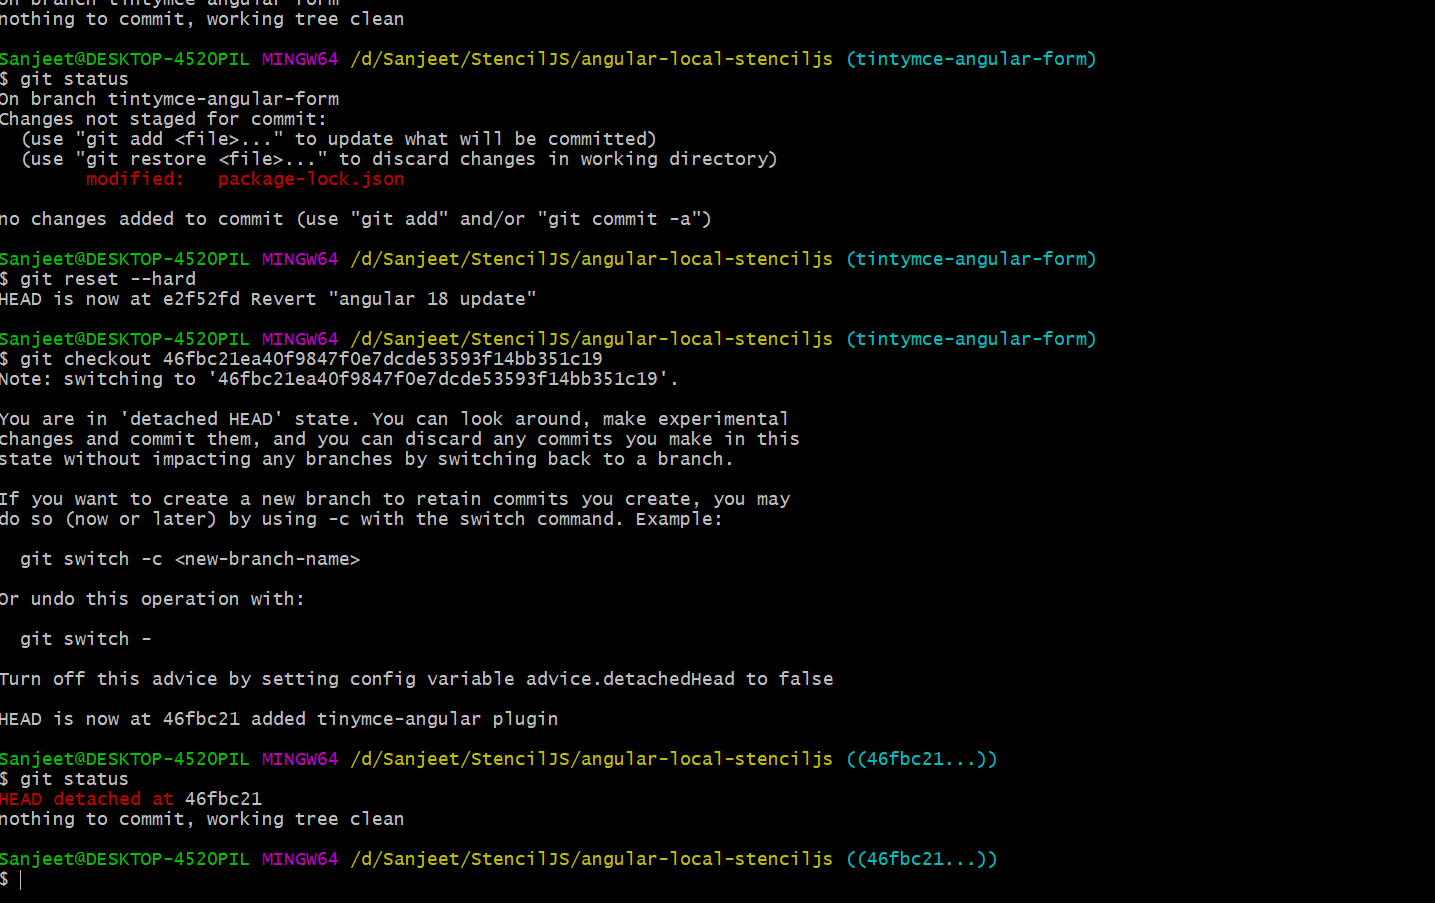 On branch tintymce-angular-form
nothing to commit, working tree clean
Sanjeet@DESKTOP-452OPIL MINGW64 /d/Sanjeet/StencilJS/angular-local-stenciljs (tintymce-angular-form)
$ git status
On branch tintymce-angular-form
Changes not staged for commit:
  (use "git add <file>..." to update what will be committed)
  (use "git restore <file>..." to discard changes in working directory)
        modified:   package-lock.json
no changes added to commit (use "git add" and/or "git commit -a")
Sanjeet@DESKTOP-452OPIL MINGW64 /d/Sanjeet/StencilJS/angular-local-stenciljs (tintymce-angular-form)
$ git reset --hard
HEAD is now at e2f52fd Revert "angular 18 update"
Sanjeet@DESKTOP-452OPIL MINGW64 /d/Sanjeet/StencilJS/angular-local-stenciljs (tintymce-angular-form)
$ git checkout 46fbc21ea40f9847f0e7dcde53593f14bb351c19
Note: switching to '46fbc21ea40f9847f0e7dcde53593f14bb351c19'.
You are in 'detached HEAD' state. You can look around, make experimental
changes and commit them, and you can discard any commits you make in this
state without impacting any branches by switching back to a branch.
If you want to create a new branch to retain commits you create, you may
do so (now or later) by using -c with the switch command. Example:
  git switch -c <new-branch-name>
Or undo this operation with:
  git switch -
Turn off this advice by setting config variable advice.detachedHead to false
HEAD is now at 46fbc21 added tinymce-angular plugin
Sanjeet@DESKTOP-452OPIL MINGW64 /d/Sanjeet/StencilJS/angular-local-stenciljs ((46fbc21...))
$ git status
HEAD detached at 46fbc21
nothing to commit, working tree clean
Sanjeet@DESKTOP-452OPIL MINGW64 /d/Sanjeet/StencilJS/angular-local-stenciljs ((46fbc21...))
$